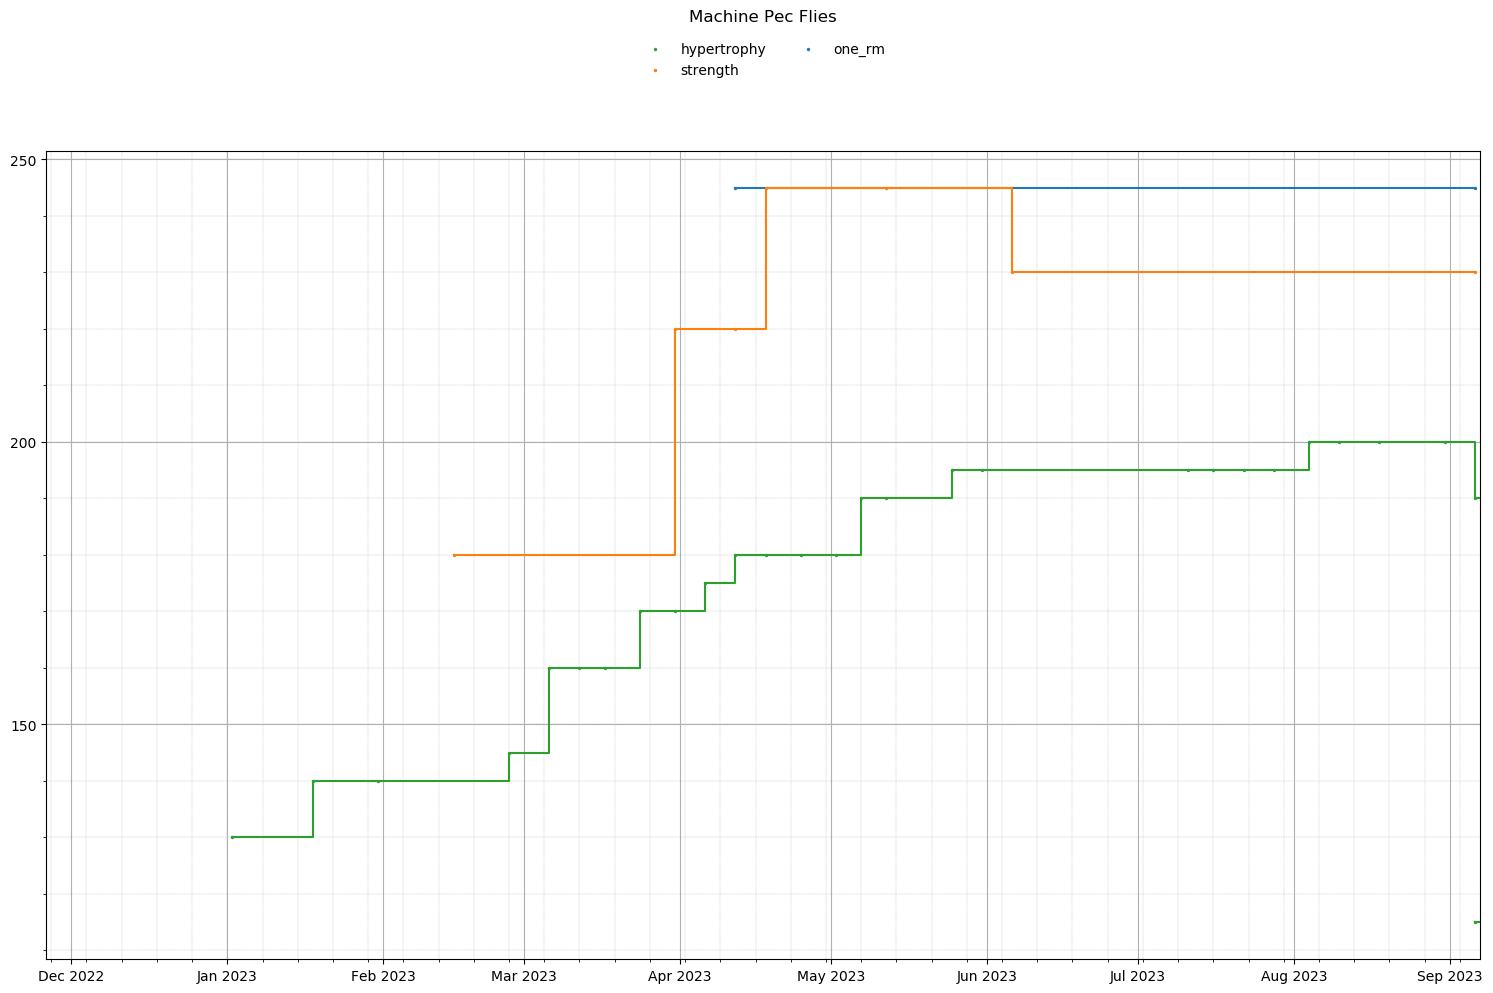 Machine Pec Flies
hypertrophy one_rm
strength
250
200
150
Dec 2022 Jan 2023 Feb 2023 Mar 2023 Apr 2023 May 2023 Jun 2023 Jul 2023 Aug 2023 Sep 2023